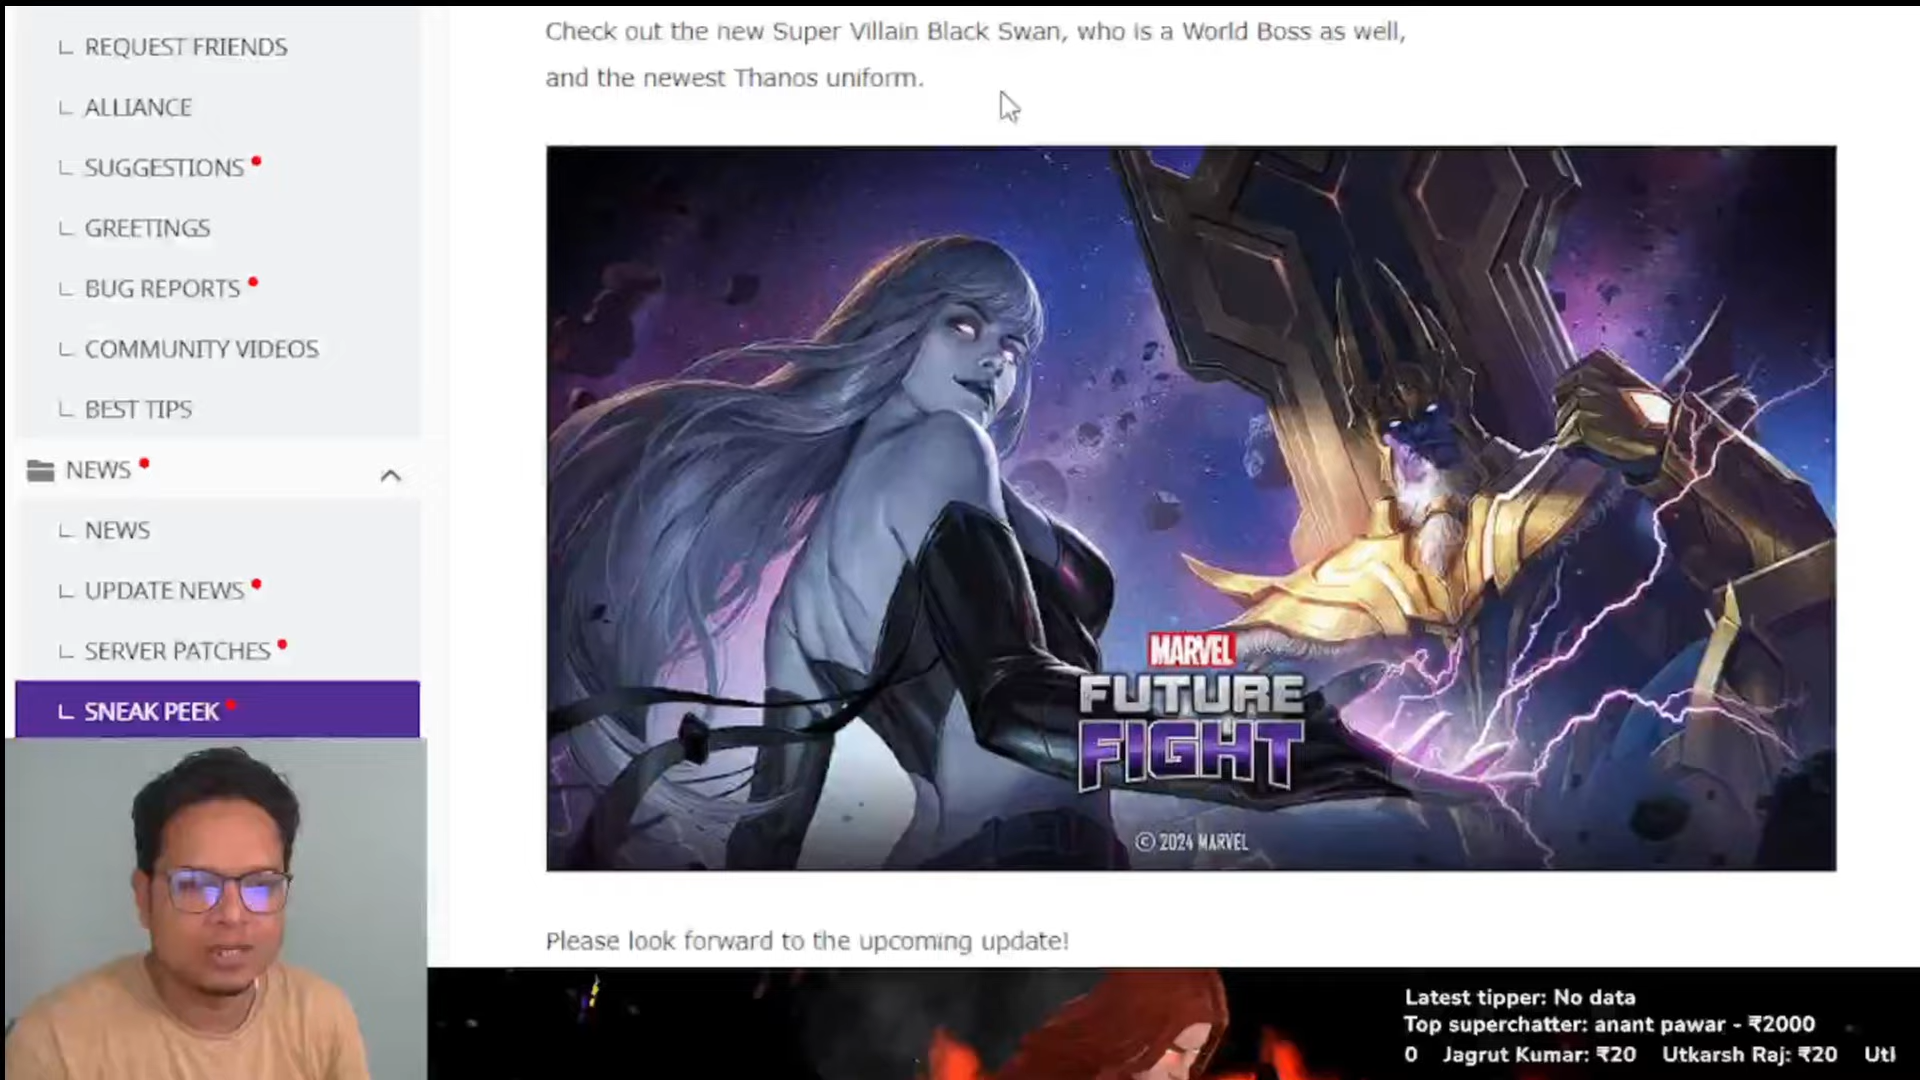 REQUEST FRIENDS
ALLIANCE
SUGGESTIONS
GREETINGS
BUG REPORTS
COMMUNITY VIDEOS
BEST TIPS
NEWS
NEWS
UPDATE NEWS
SERVER PATCHES
SNEAK PEEK
Check out the new Super Villain Black Swan, who is a World Boss as well,
and the newest Thanos uniform.
MARVEL
FUTURE
FIGHT
© 2024 MARVEL
Please look forward to the upcoming update!
Latest tipper: No data
Top superchatter: anant pawar - ₹2000
0 Jagrut Kumar: ₹20 Utkarsh Raj: ₹20